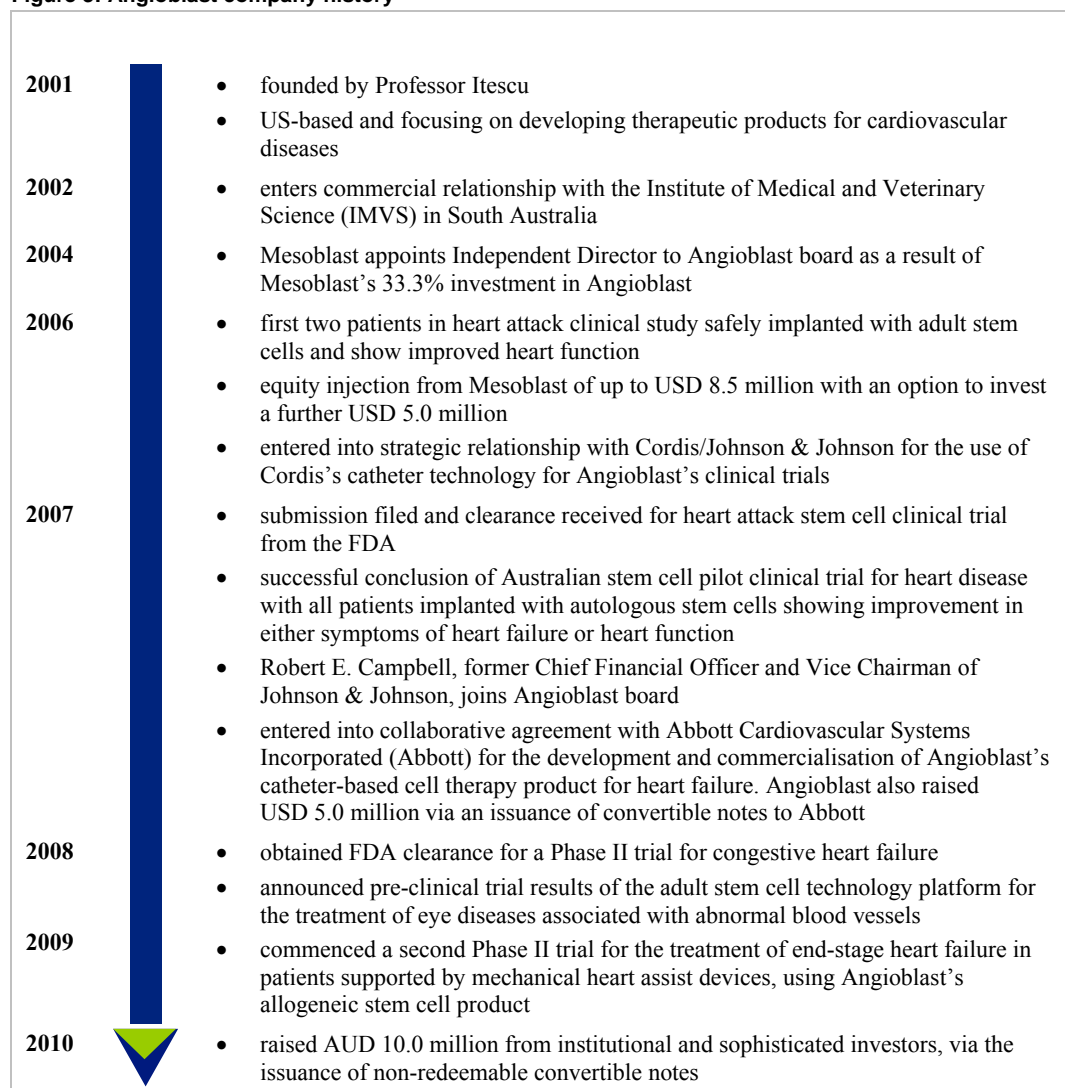 2001
• founded by Professor Itescu
• US-based and focusing on developing therapeutic products for cardiovascular
diseases
2002
• enters commercial relationship with the Institute of Medical and Veterinary
Science (IMVS) in South Australia
2004
• Mesoblast appoints Independent Director to Angioblast board as a result of
Mesoblast’s 33.3% investment in Angioblast
2006
• first two patients in heart attack clinical study safely implanted with adult stem
cells and show improved heart function
• equity injection from Mesoblast of up to USD 8.5 million with an option to invest
a further USD 5.0 million
• entered into strategic relationship with Cordis/Johnson & Johnson for the use of
Cordis’s catheter technology for Angioblast’s clinical trials
2007
• submission filed and clearance received for heart attack stem cell clinical trial
from the FDA
• successful conclusion of Australian stem cell pilot clinical trial for heart disease
with all patients implanted with autologous stem cells showing improvement in
either symptoms of heart failure or heart function
• Robert E. Campbell, former Chief Financial Officer and Vice Chairman of
Johnson & Johnson, joins Angioblast board
• entered into collaborative agreement with Abbott Cardiovascular Systems
Incorporated (Abbott) for the development and commercialisation of Angioblast’s
catheter-based cell therapy product for heart failure. Angioblast also raised
USD 5.0 million via an issuance of convertible notes to Abbott
2008
• obtained FDA clearance for a Phase II trial for congestive heart failure
• announced pre-clinical trial results of the adult stem cell technology platform for
the treatment of eye diseases associated with abnormal blood vessels
2009
• commenced a second Phase II trial for the treatment of end-stage heart failure in
patients supported by mechanical heart assist devices, using Angioblast’s
allogeneic stem cell product
2010
• raised AUD 10.0 million from institutional and sophisticated investors, via the
issuance of non-redeemable convertible notes